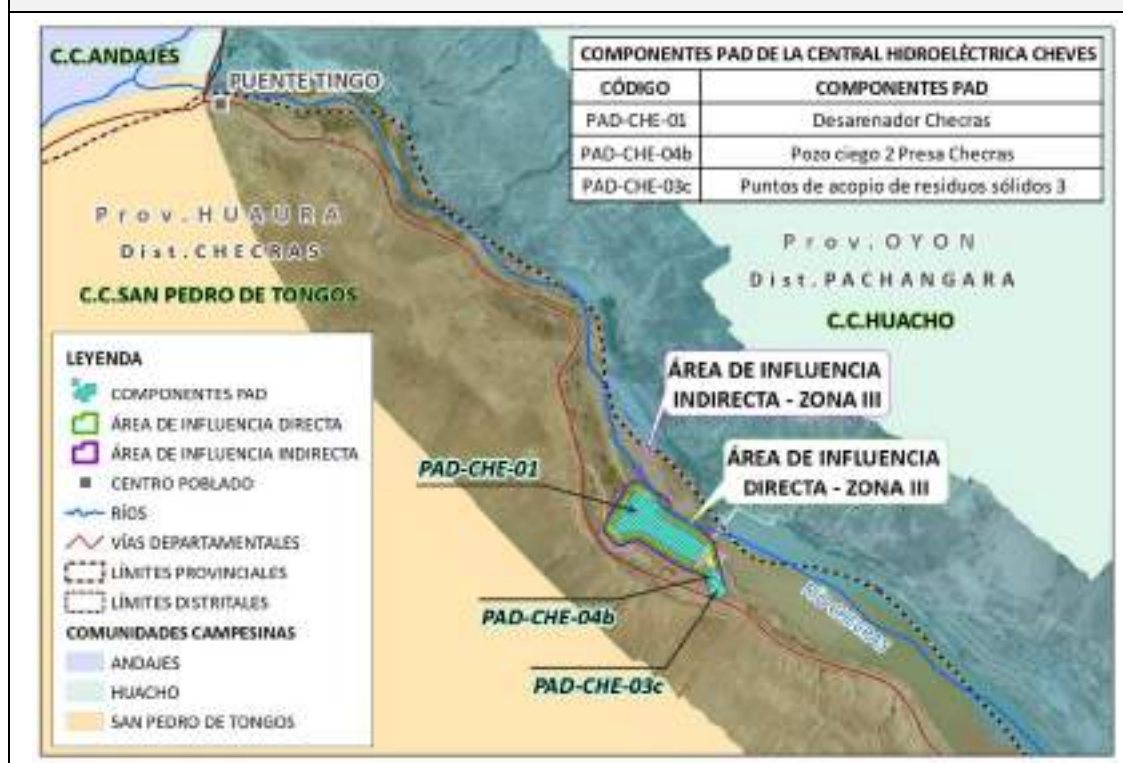 C.C.ANDAJES
PUENTE TINGO
COMPONENTES PAD DE LA CENTRAL HIDROELÉCTRICA CHEVES
CÓDIGO COMPONENTES PAD
PAD-CHE-01 Desarenador Checras
PAD-CHE-04b Pozo ciego 2 Presa Checras
PAD-CHE-03c Puntos de acopio de residuos sólidos 3
Prov.HUAURA
Dist.CHECRAS
C.C.SAN PEDRO DE TONGOS
Prov.OYON
Dist.PACHANGARA
C.C.HUACHO
LEYENDA
COMPONENTES PAD
ÁREA DE INFLUENCIA DIRECTA
ÁREA DE INFLUENCIA INDIRECTA
CENTRO POBLADO
RÍOS
VÍAS DEPARTAMENTALES
LÍMITES PROVINCIALES
LÍMITES DISTRITALES
COMUNIDADES CAMPESINAS
ANDAJES
HUACHO
SAN PEDRO DE TONGOS
ÁREA DE INFLUENCIA
INDIRECTA - ZONA III
ÁREA DE INFLUENCIA
DIRECTA - ZONA III
PAD-CHE-01
PAD-CHE-04b
PAD-CHE-03c
RÍO CHECRAS